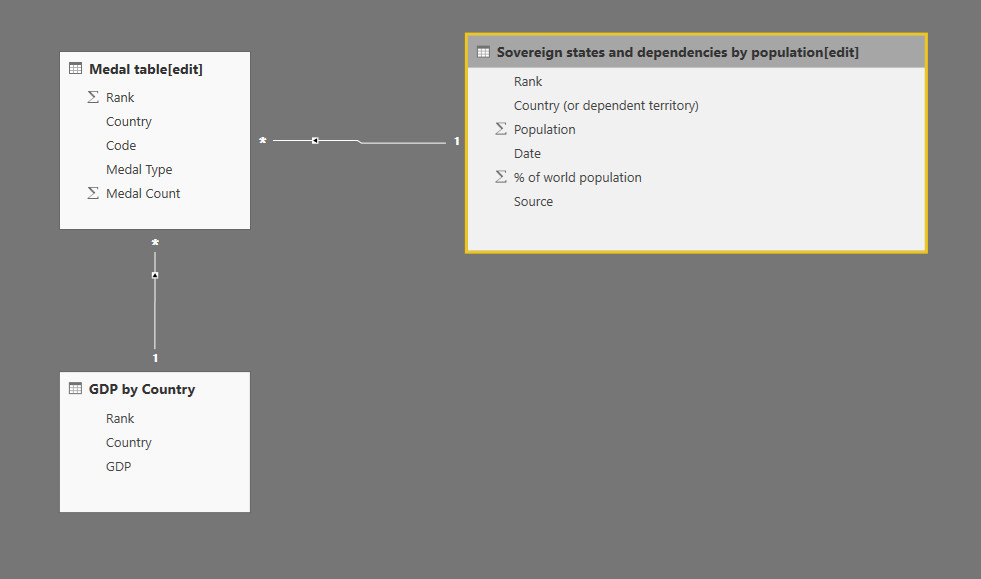 Medal table[edit]
Rank
Country
Code
Medal Type
Medal Count
* 1
Sovereign states and dependencies by population[edit]
Rank
Country (or dependent territory)
Population
Date
% of world population
Source
*
1
GDP by Country
Rank
Country
GDP